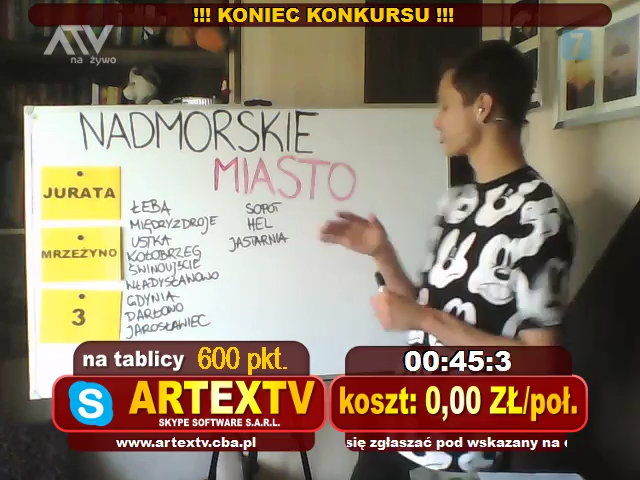 !!! KONIEC KONKURSU !!!
ATV
na żywo
7
NADMORSKIE
MIASTO
JURATA
MRZEŻYNO
3
ŁEBA
MIĘDZYZDROJE
USTKA
KOŁOBRZEG
ŚWINOUJŚCIE
WŁADYSŁAWOWO
GDYNIA
DARŁOWO
JAROSŁAWIEC
SOPOT
HEL
JASTARNIA
na tablicy 600 pkt.
00:45:3
ARTEXTV
SKYPE SOFTWARE S.A.R.L.
koszt: 0,00 ZŁ/poł.
www.artextv.cba.pl
się zgłaszać pod wskazany na